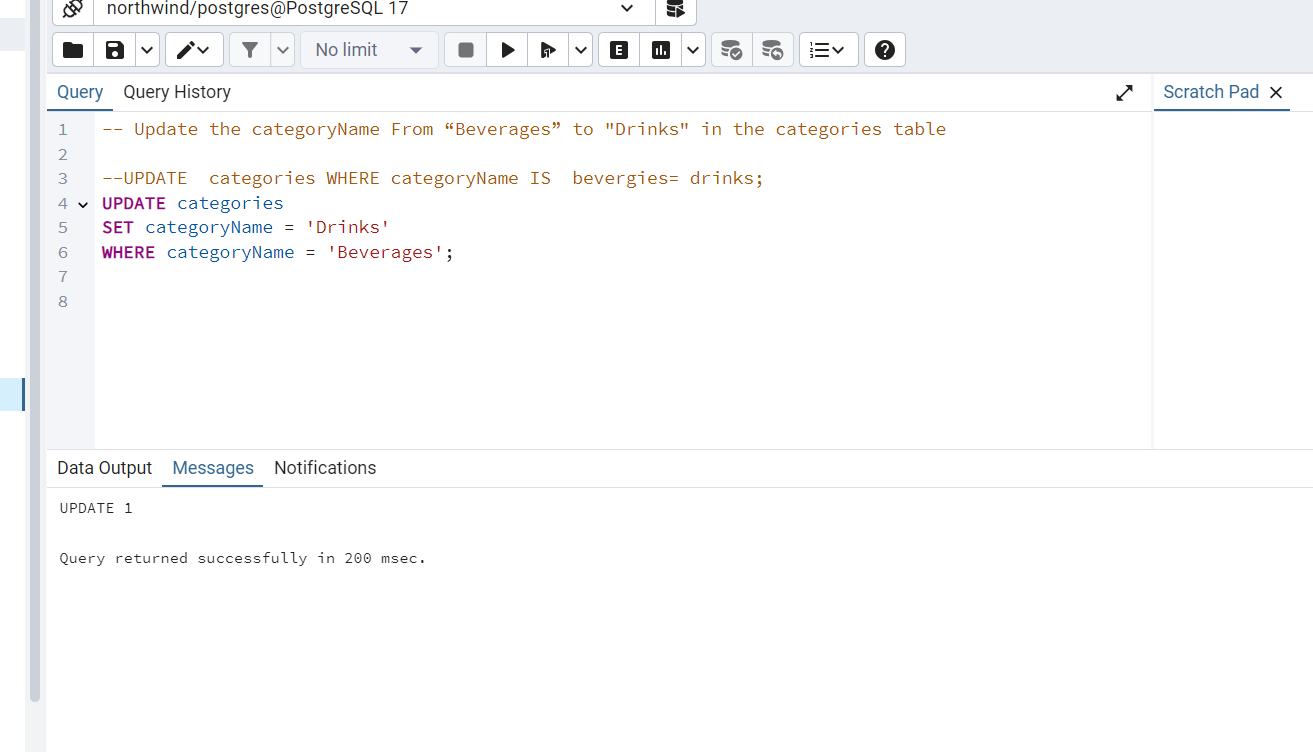 northwind/postgres@PostgreSQL 17
No limit
E
Query Query History
Scratch Pad
1 -- Update the categoryName From “Beverages” to "Drinks" in the categories table
2
3 --UPDATE  categories WHERE categoryName IS  bevergies= drinks;
4 UPDATE categories
5 SET categoryName = 'Drinks'
6 WHERE categoryName = 'Beverages';
7
8
Data Output Messages Notifications
UPDATE 1
Query returned successfully in 200 msec.